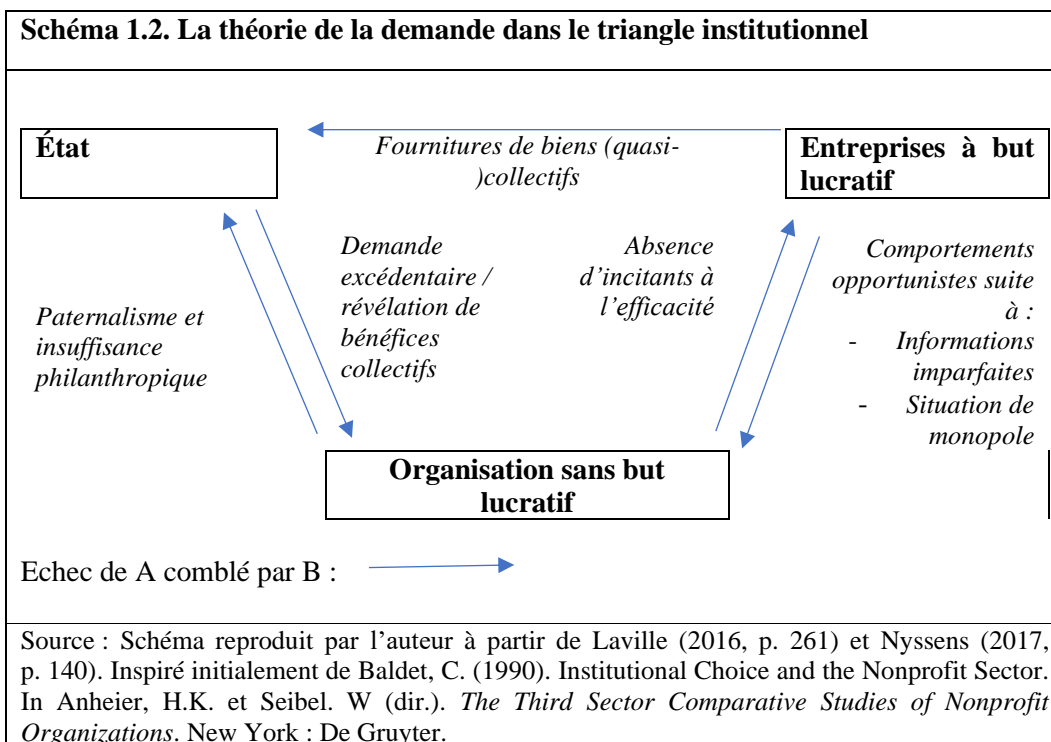 Schéma 1.2. La théorie de la demande dans le triangle institutionnel
État
Fournitures de biens (quasi-
)collectifs
Entreprises à but
lucratif
Paternalisme et
insuffisance
philanthropique
Demande
excédentaire /
révélation de
bénéfices
collectifs
Absence
d’incitants à
l’efficacité
Comportements
opportunistes suite
à :
- Informations
imparfaites
- Situation de
monopole
Organisation sans but
lucratif
Echec de A comblé par B :
Source : Schéma reproduit par l’auteur à partir de Laville (2016, p. 261) et Nyssens (2017,
p. 140). Inspiré initialement de Baldet, C. (1990). Institutional Choice and the Nonprofit Sector.
In Anheier, H.K. et Seibel. W (dir.). The Third Sector Comparative Studies of Nonprofit
Organizations. New York : De Gruyter.